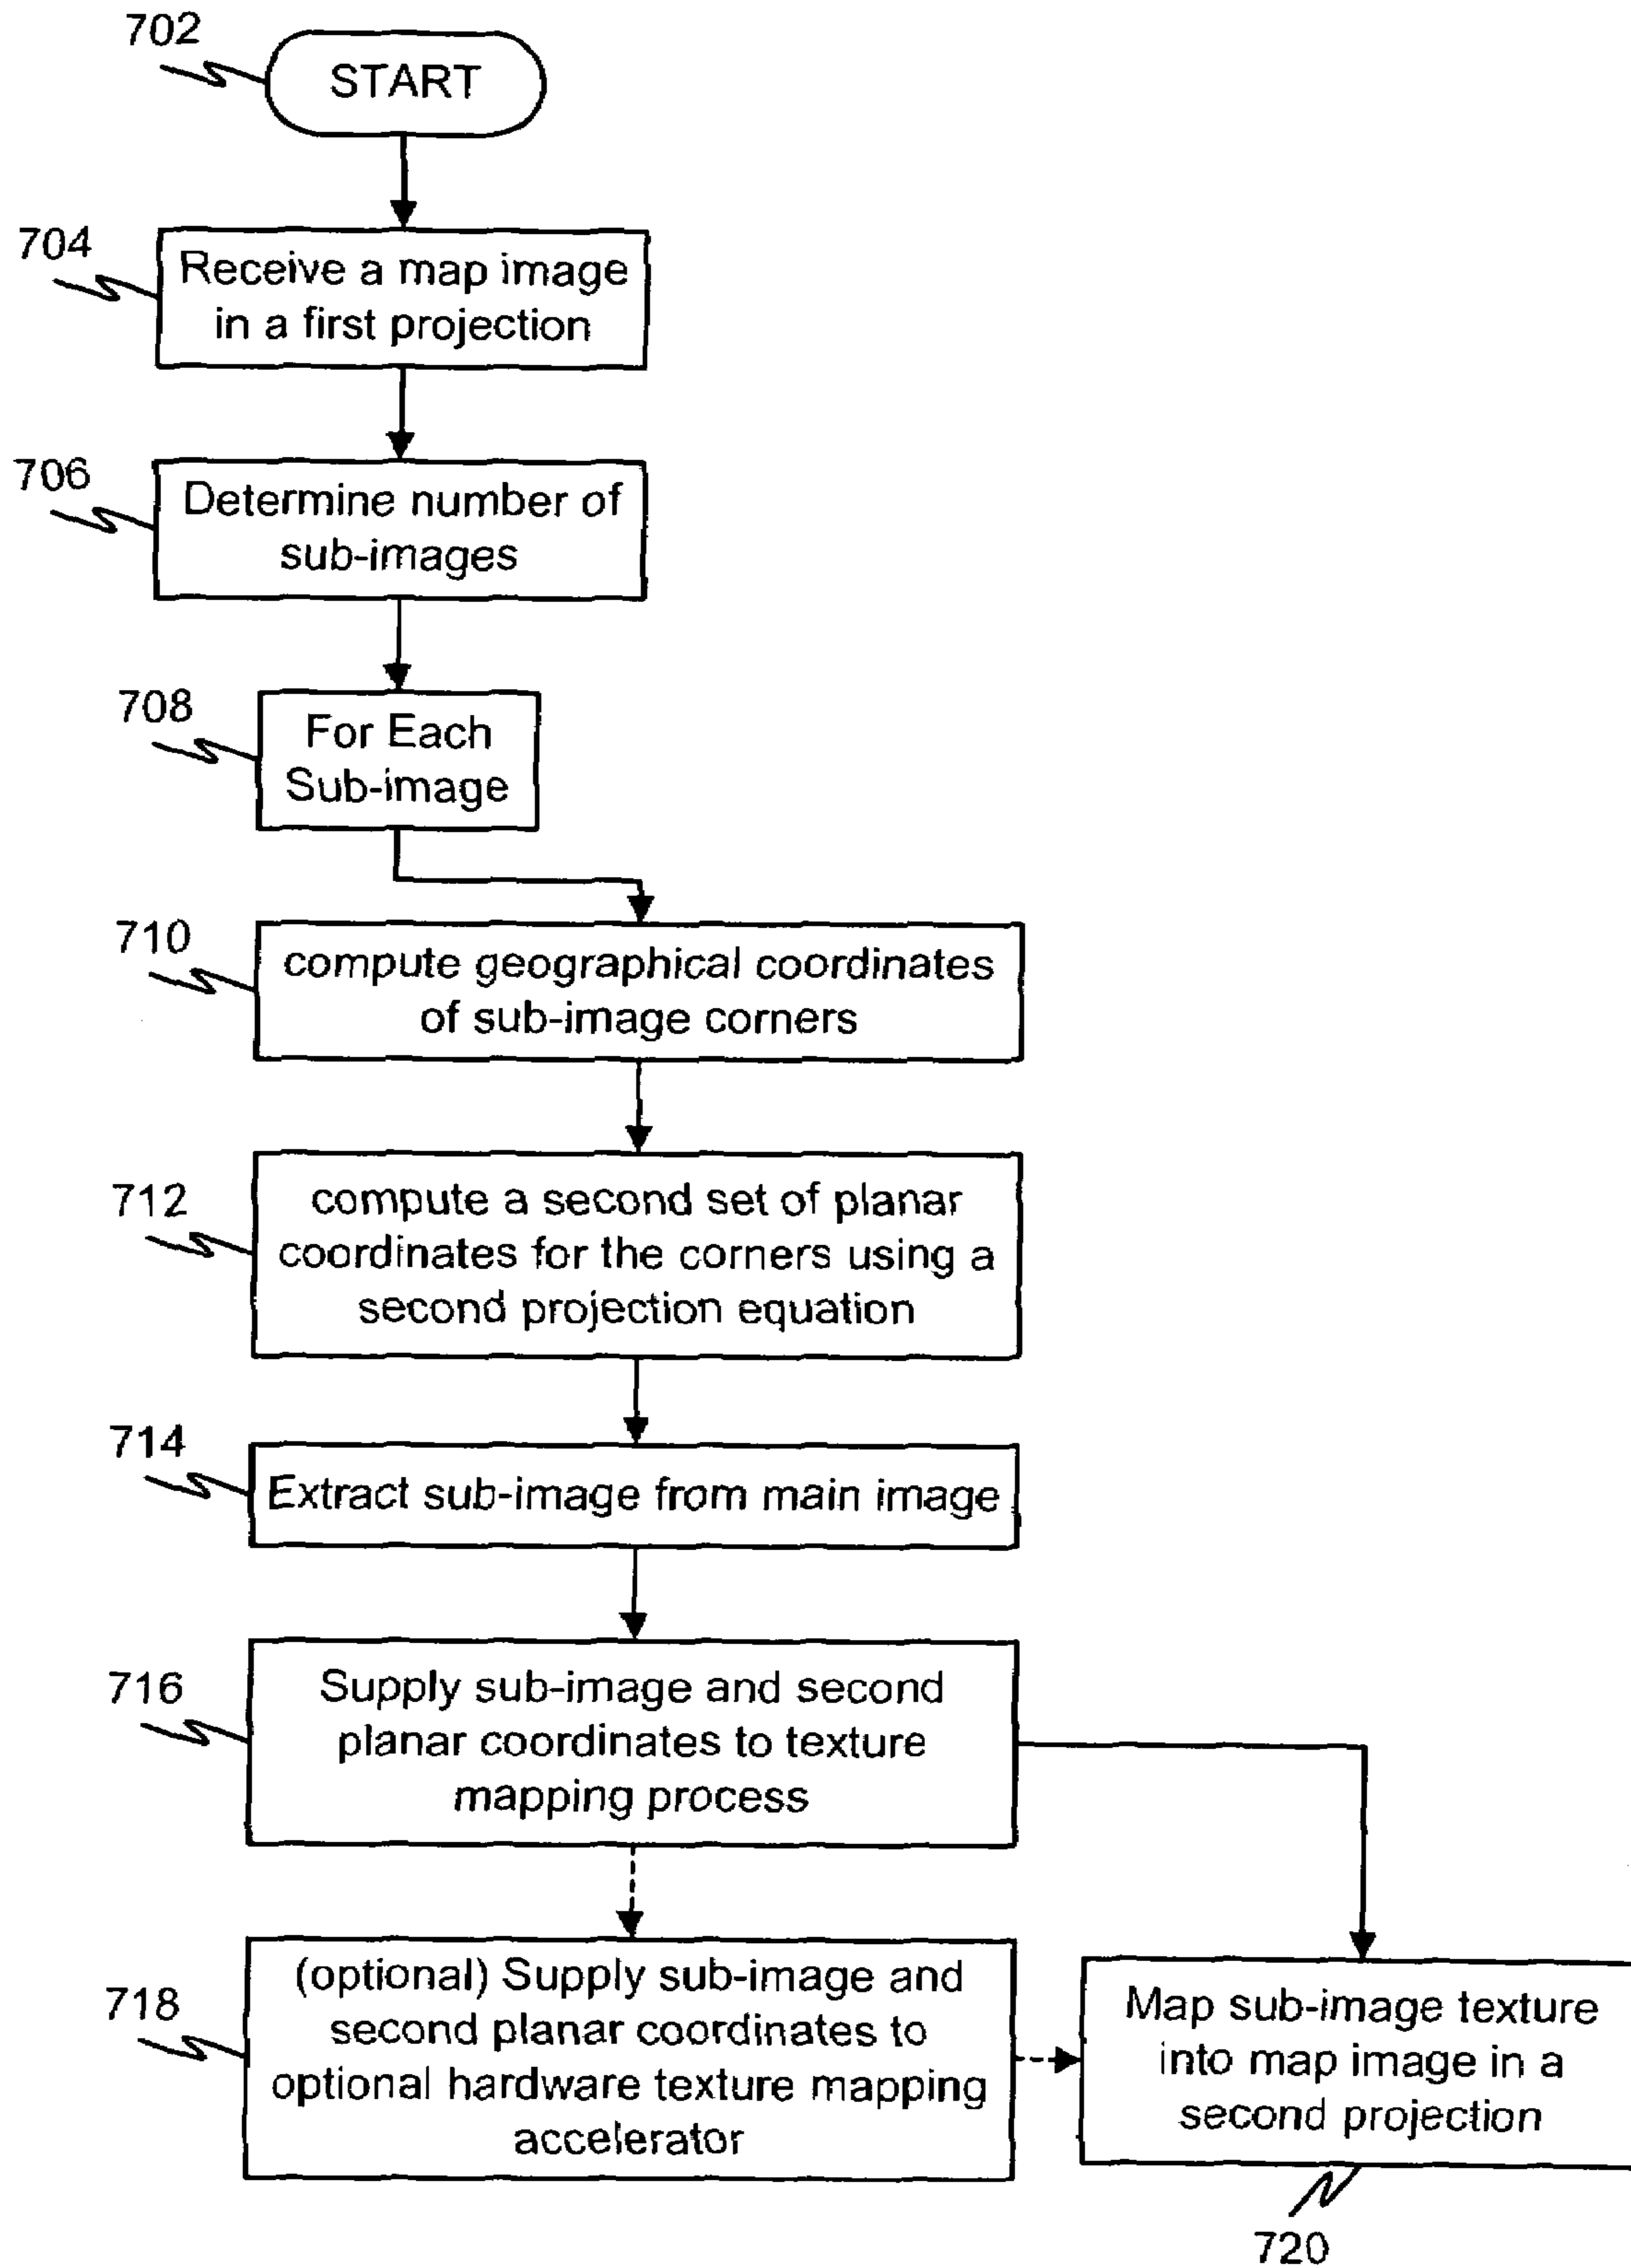 702
START
704
Receive a map image
in a first projection
706
Determine number of
sub-images
708
For Each
Sub-image
710
compute geographical coordinates
of sub-image corners
712
compute a second set of planar
coordinates for the corners using a
second projection equation
714
Extract sub-image from main image
716
Supply sub-image and second
planar coordinates to texture
mapping process
718
(optional) Supply sub-image and
second planar coordinates to
optional hardware texture mapping
accelerator
Map sub-image texture
into map image in a
second projection
720